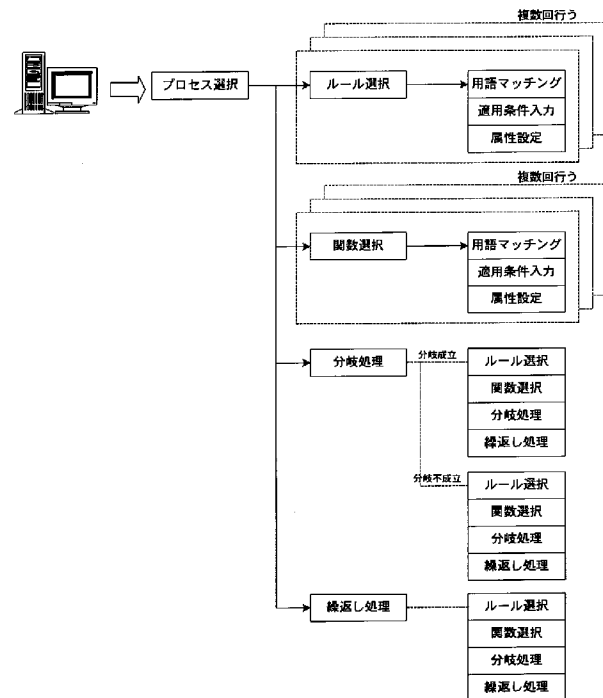 複数回行う
プロセス選択
ルール選択
用語マッチング
適用条件入力
属性設定
複数回行う
関数選択
用語マッチング
適用条件入力
属性設定
分岐処理
分岐成立
ルール選択
関数選択
分岐処理
繰返し処理
分岐不成立
ルール選択
関数選択
分岐処理
繰返し処理
繰返し処理
ルール選択
関数選択
分岐処理
繰返し処理